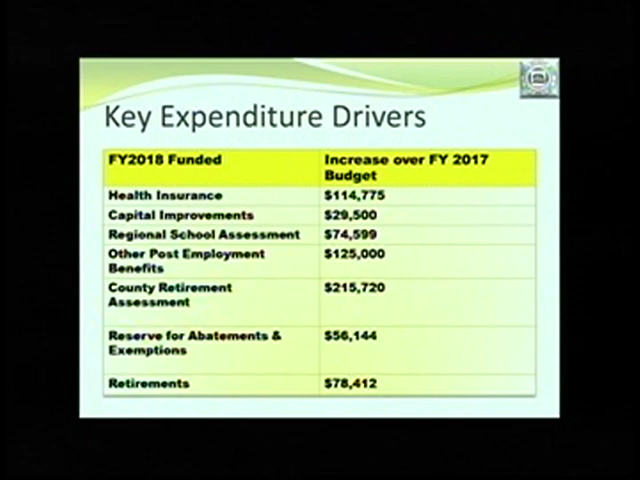 Key Expenditure Drivers
FY2018 Funded
Increase over FY 2017
Budget
Health Insurance
$114,775
Capital Improvements
$29,500
Regional School Assessment
$74,599
Other Post Employment
Benefits
$125,000
County Retirement
Assessment
$215,720
Reserve for Abatements &
Exemptions
$56,144
Retirements
$78,412